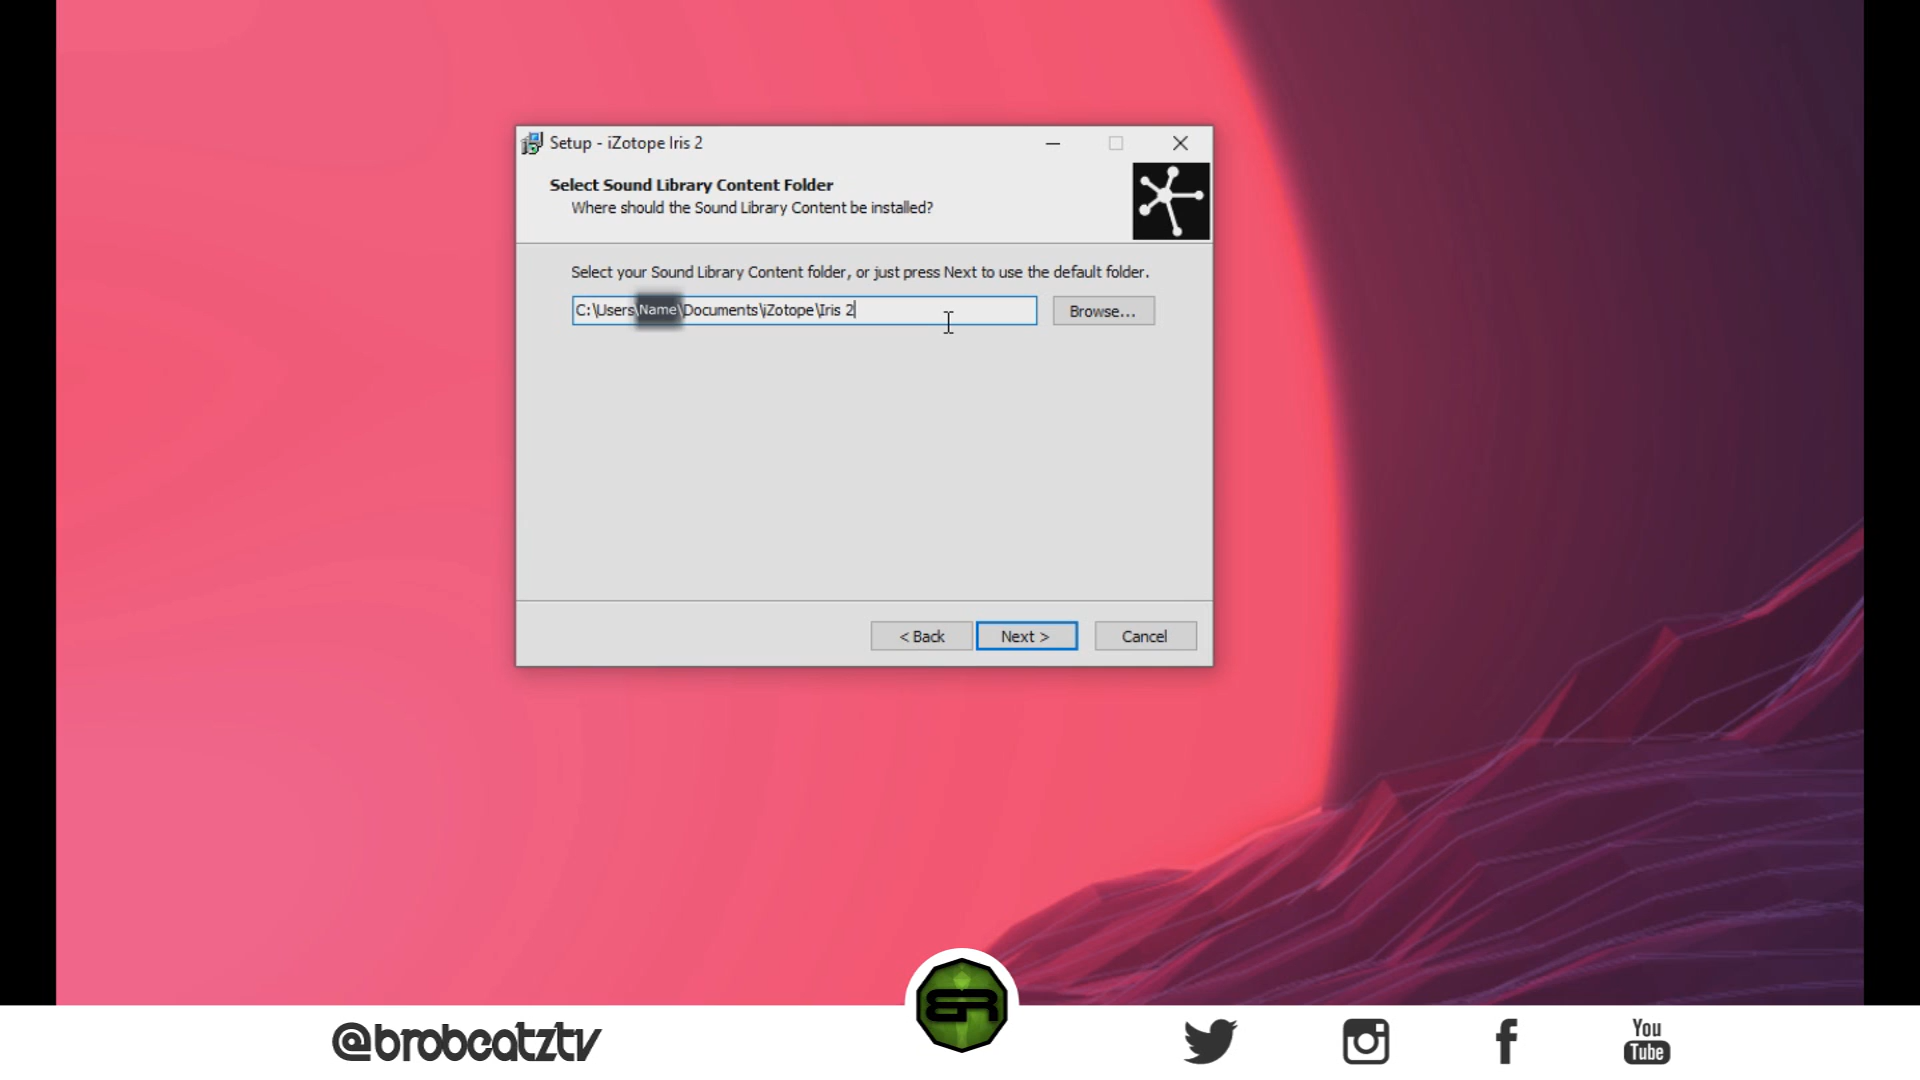 Setup - iZotope Iris 2
Select Sound Library Content Folder
Where should the Sound Library Content be installed?
Select your Sound Library Content folder, or just press Next to use the default folder.
C:\Users\Name\Documents\iZotope\Iris 2
Browse...
< Back
Next >
Cancel
BR
@brobeatztv
You
Tube